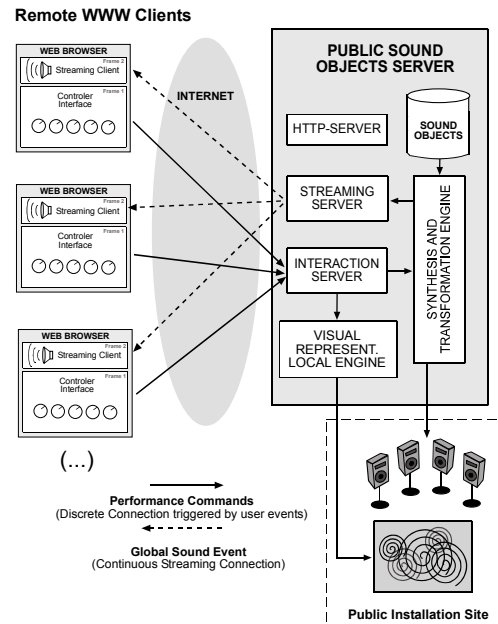 Remote WWW Clients
WEB BROWSER
Frame 2
Streaming Client
Frame 1
Controler
Interface
WEB BROWSER
Frame 2
Streaming Client
Frame 1
Controler
Interface
WEB BROWSER
Frame 2
Streaming Client
Frame 1
Controler
Interface
(...)
INTERNET
PUBLIC SOUND
OBJECTS SERVER
HTTP-SERVER
SOUND
OBJECTS
STREAMING
SERVER
INTERACTION
SERVER
SYNTHESIS AND
TRANSFORMATION ENGINE
VISUAL
REPRESENT.
LOCAL ENGINE
Performance Commands
(Discrete Connection triggered by user events)
Global Sound Event
(Continuous Streaming Connection)
Public Installation Site